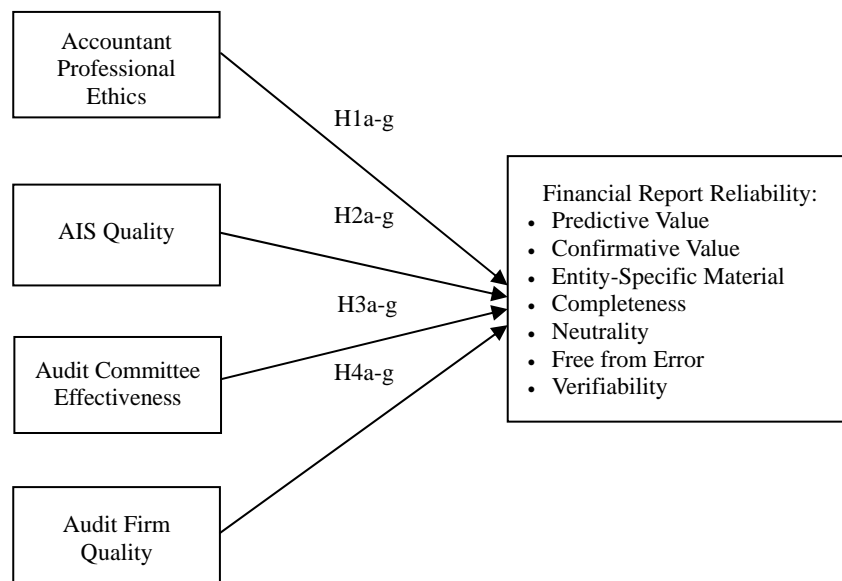 Accountant
Professional
Ethics
H1a-g
AIS Quality
H2a-g
H3a-g
Audit Committee
Effectiveness
H4a-g
Audit Firm
Quality
Financial Report Reliability:
• Predictive Value
• Confirmative Value
• Entity-Specific Material
• Completeness
• Neutrality
• Free from Error
• Verifiability